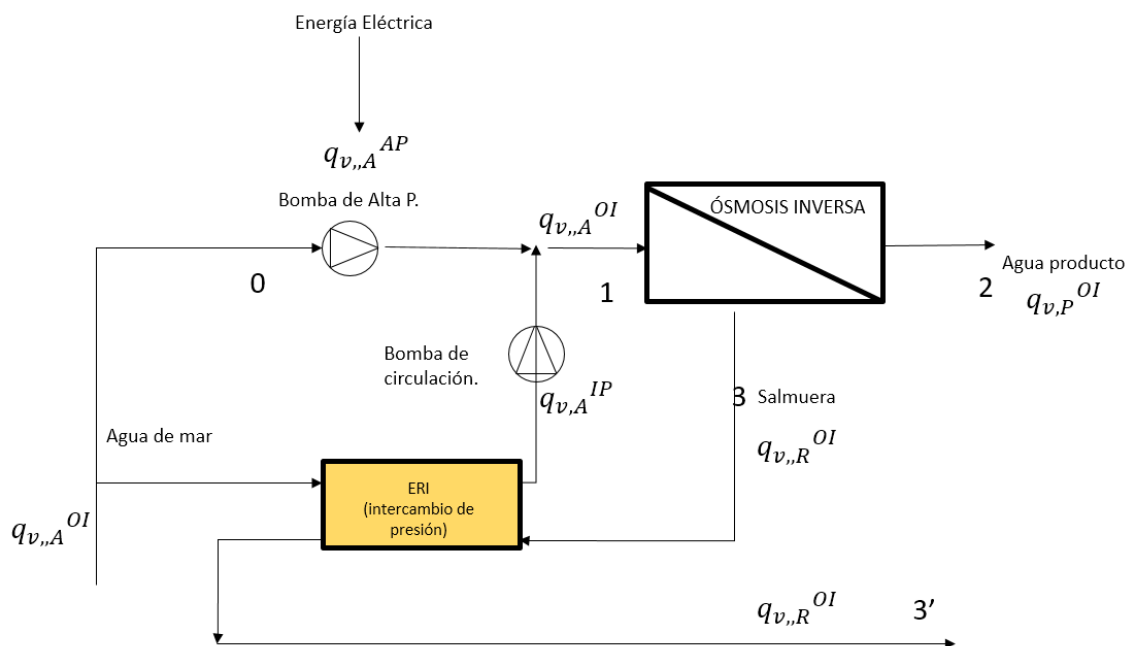 Energía Eléctrica
q_{v,,A}^{AP}
Bomba de Alta P.
q_{v,,A}^{OI}
ÓSMOSIS INVERSA
0
1
2
Agua producto
q_{v,P}^{OI}
Bomba de
circulación.
q_{v,A}^{IP}
3
Salmuera
q_{v,,R}^{OI}
Agua de mar
ERI
(intercambio de
presión)
q_{v,,A}^{OI}
q_{v,,R}^{OI}
3’